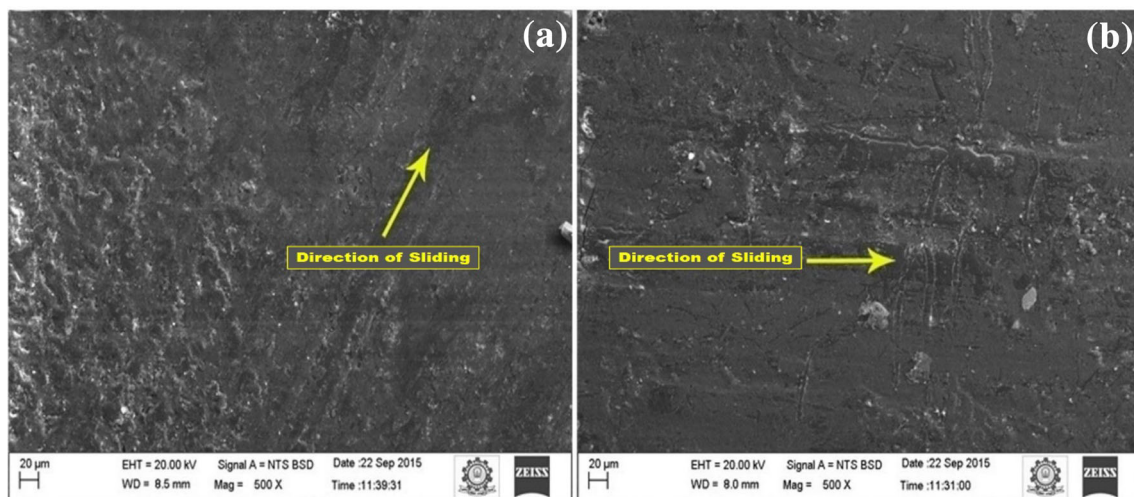 (a)
Direction of Sliding
20 µm
EHT = 20.00 kV Signal A = NTS BSD Date :22 Sep 2015
WD = 8.5 mm Mag = 500 X Time :11:39:31
ZEISS
(b)
Direction of Sliding
20 µm
EHT = 20.00 kV Signal A = NTS BSD Date :22 Sep 2015
WD = 8.0 mm Mag = 500 X Time :11:31:00
ZEISS